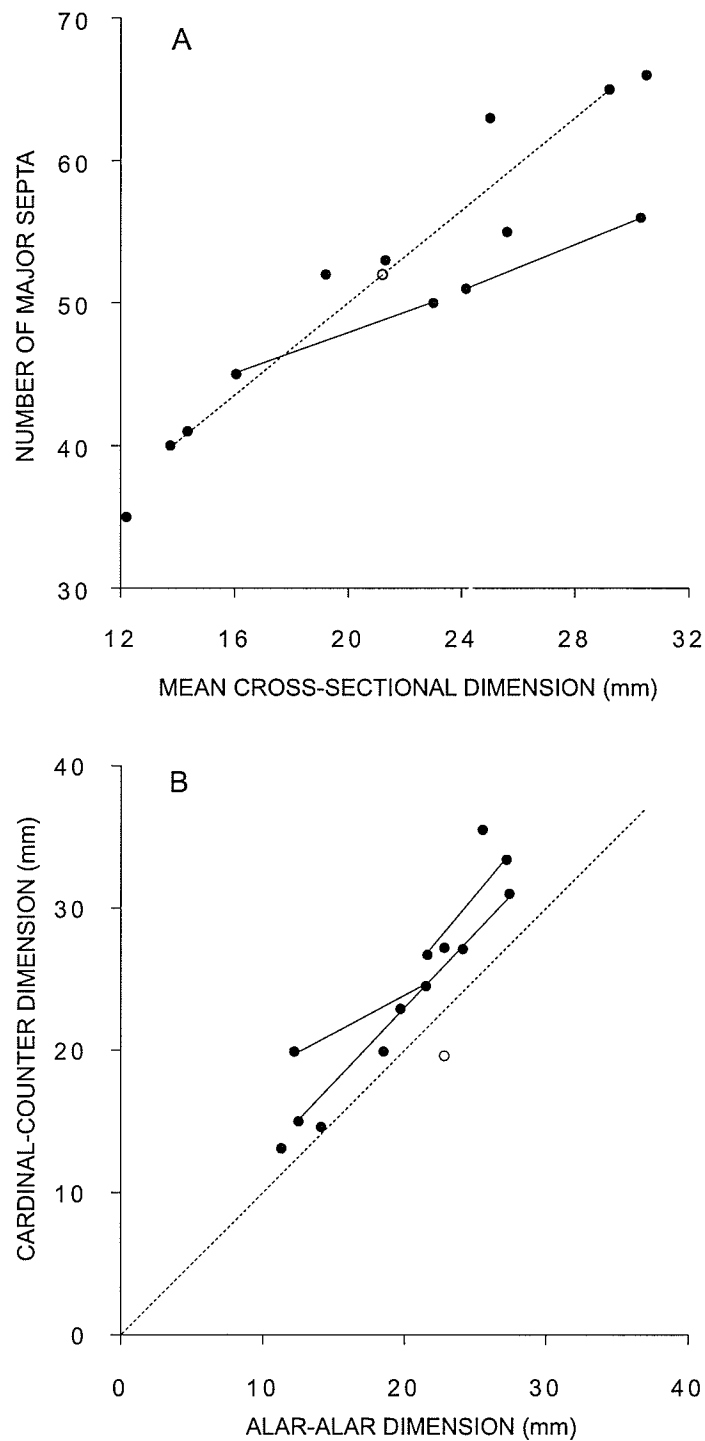 A
NUMBER OF MAJOR SEPTA
70
60
50
40
30
12 16 20 24 28 32
MEAN CROSS-SECTIONAL DIMENSION (mm)
B
CARDINAL-COUNTER DIMENSION (mm)
40
30
20
10
0
0 10 20 30 40
ALAR-ALAR DIMENSION (mm)